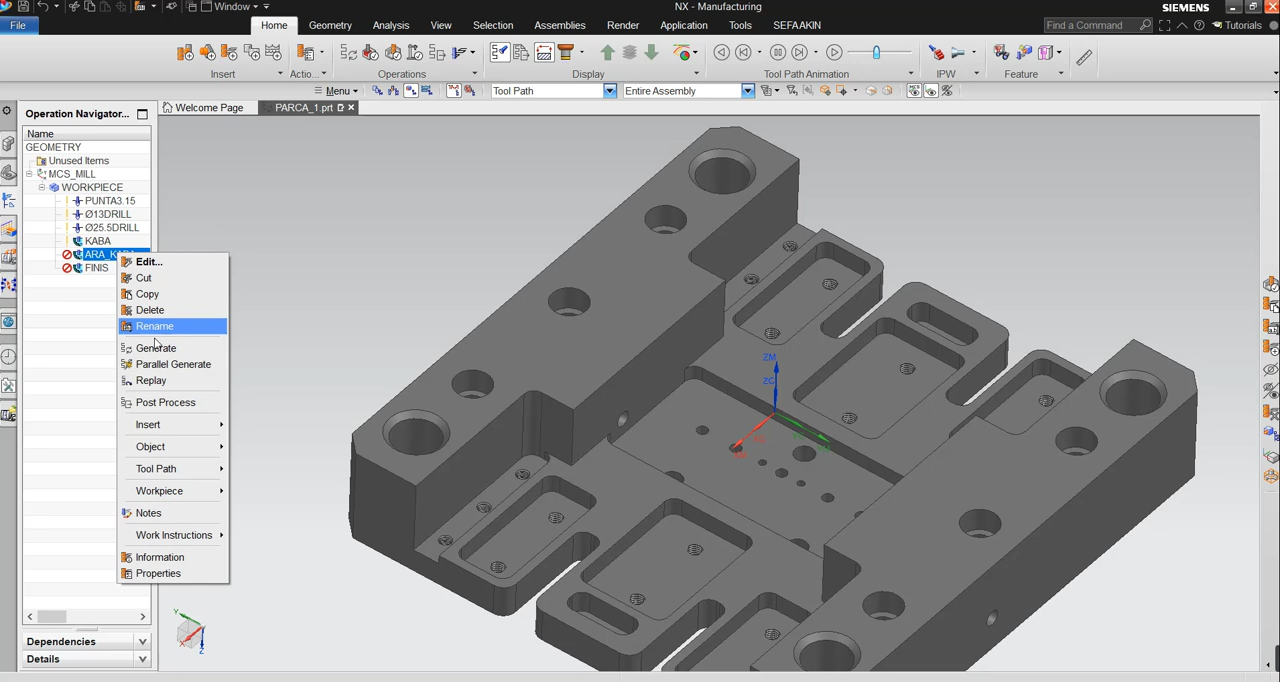 Window
NX - Manufacturing
SIEMENS
File
Home
Geometry
Analysis
View
Selection
Assemblies
Render
Application
Tools
SEFAAKIN
Find a Command
Tutorials
Insert
Actio...
Operations
Display
Tool Path Animation
IPW
Feature
Menu
Tool Path
Entire Assembly
Operation Navigator...
Welcome Page
PARCA_1.prt
Name
GEOMETRY
Unused Items
MCS_MILL
WORKPIECE
PUNTA3.15
Ø13DRILL
Ø25.5DRILL
KABA
FINIS
Edit...
Cut
Copy
Delete
Rename
Generate
Parallel Generate
Replay
Post Process
Insert
Object
Tool Path
Workpiece
Notes
Work Instructions
Information
Properties
ZM
ZC
Y
X
Z
Dependencies
Details